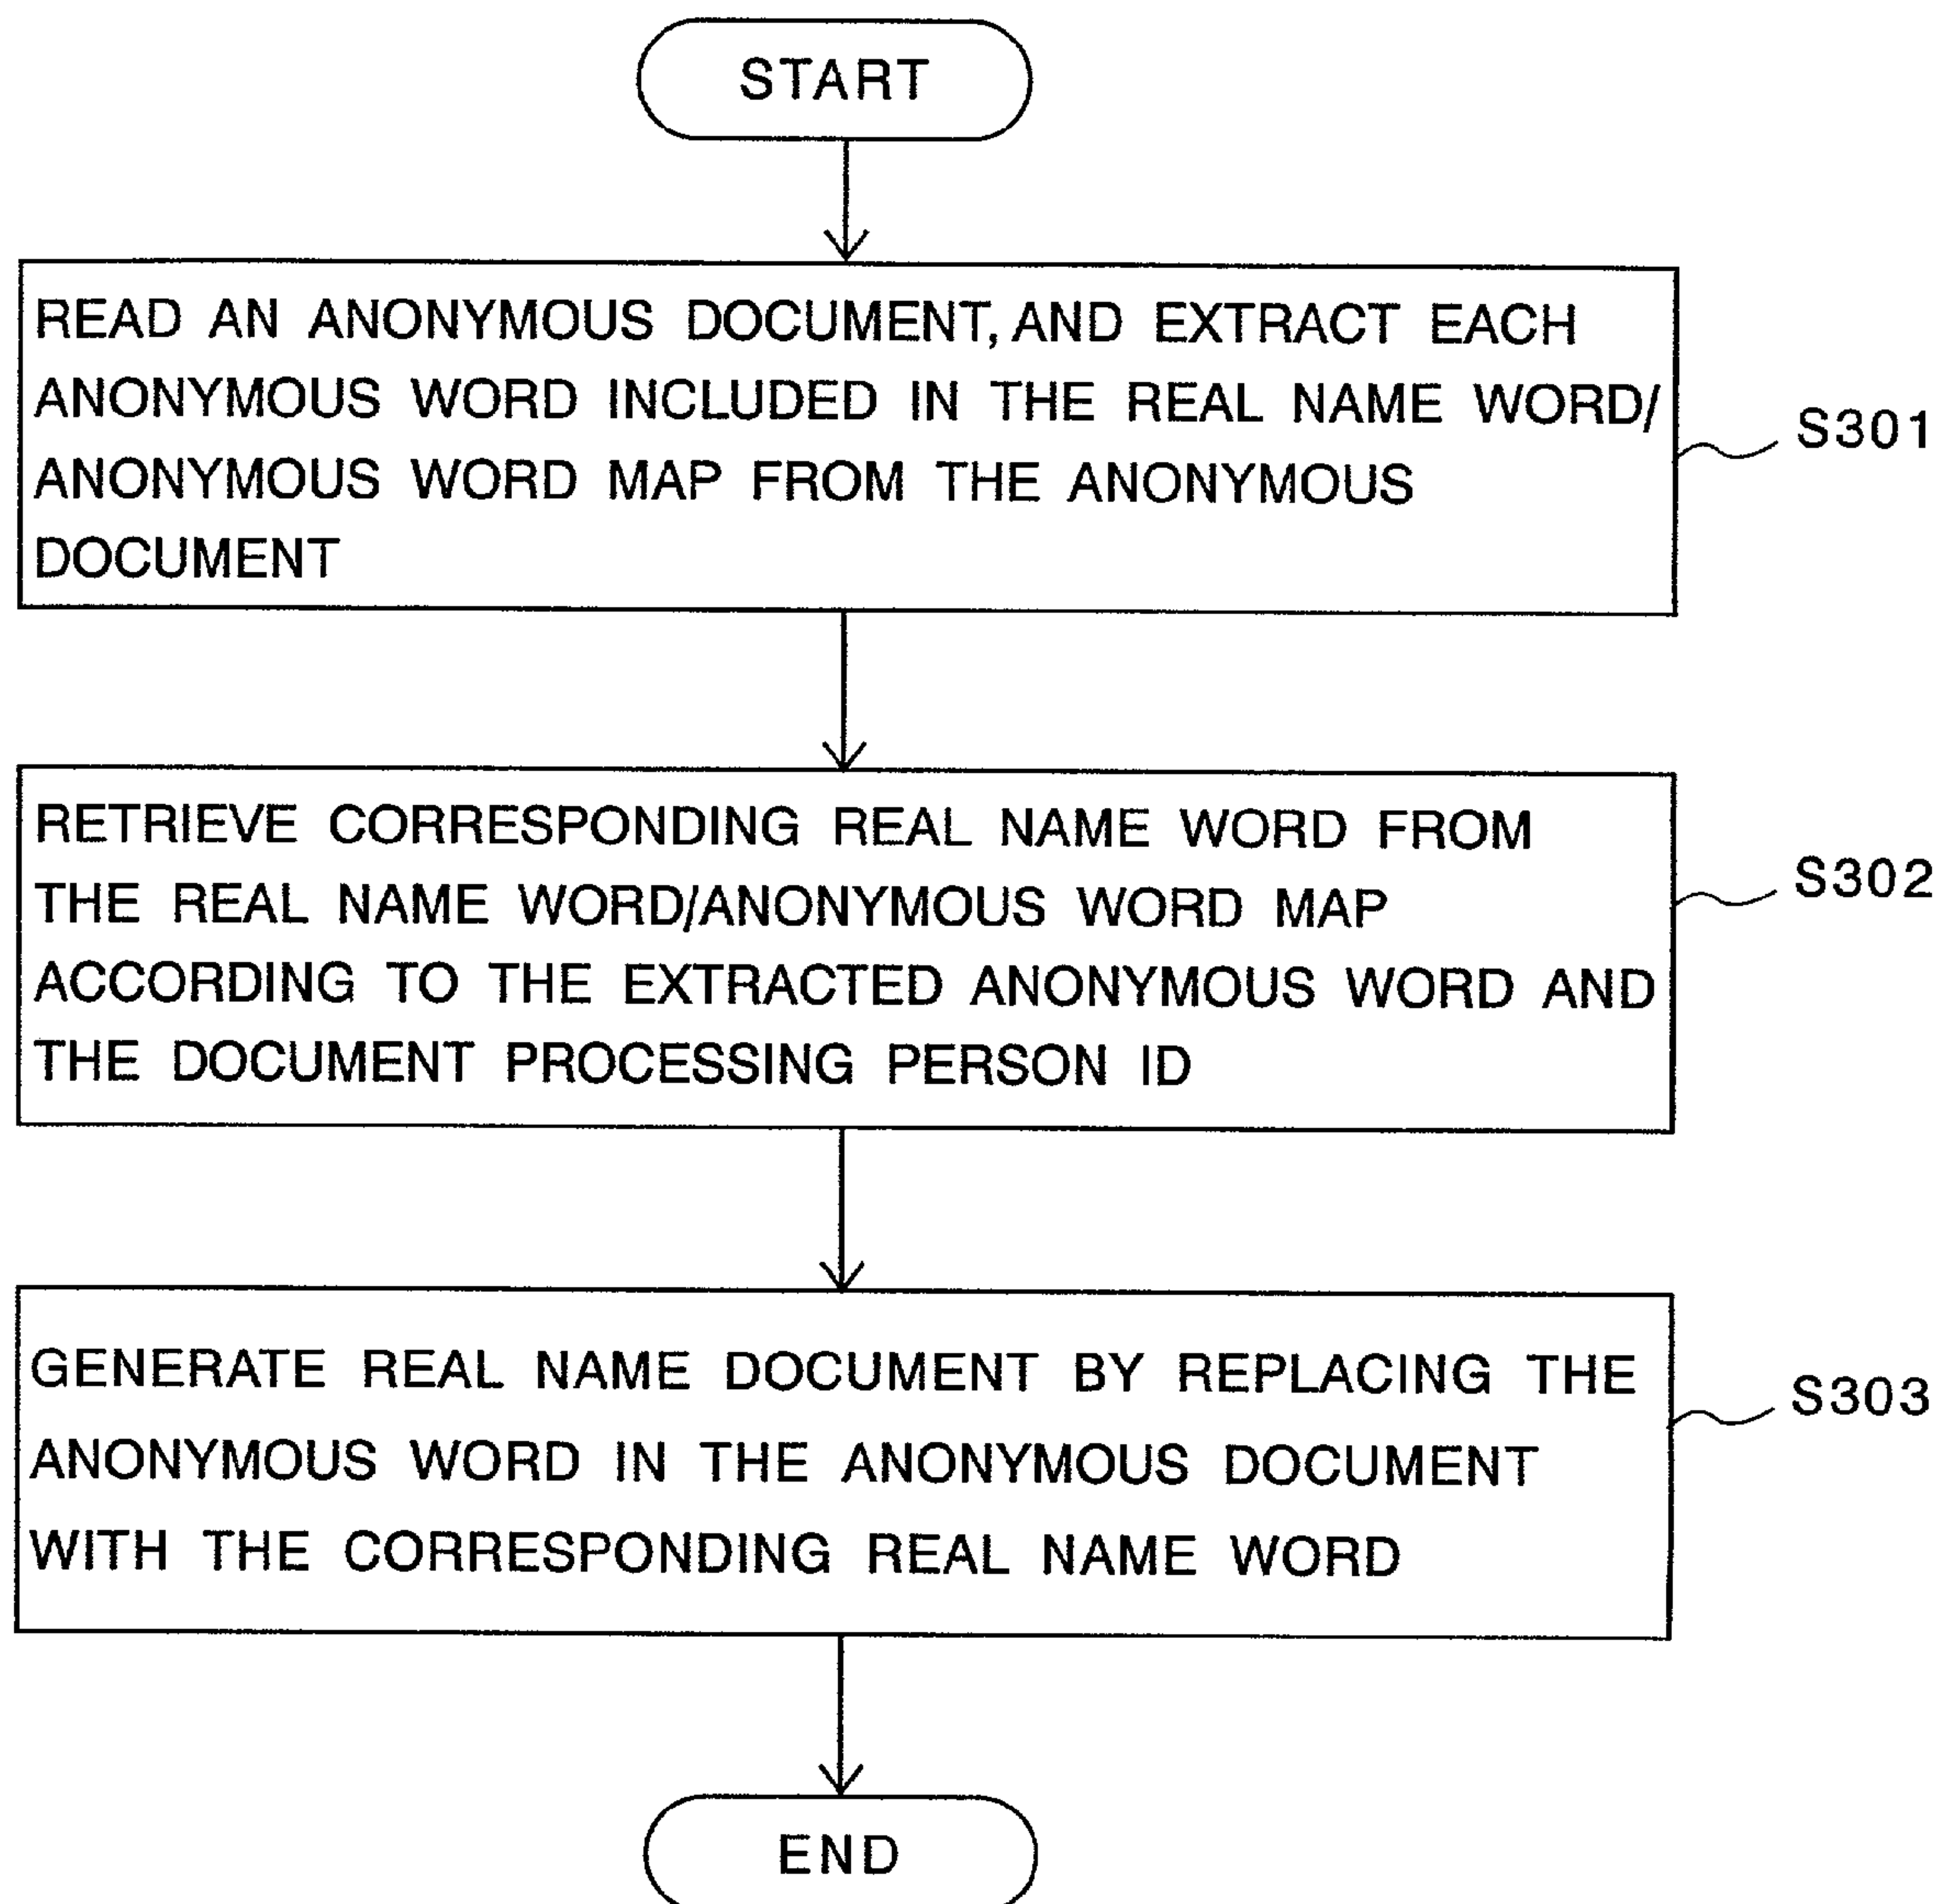 START
READ AN ANONYMOUS DOCUMENT, AND EXTRACT EACH
ANONYMOUS WORD INCLUDED IN THE REAL NAME WORD/
ANONYMOUS WORD MAP FROM THE ANONYMOUS
DOCUMENT
S301
RETRIEVE CORRESPONDING REAL NAME WORD FROM
THE REAL NAME WORD/ANONYMOUS WORD MAP
ACCORDING TO THE EXTRACTED ANONYMOUS WORD AND
THE DOCUMENT PROCESSING PERSON ID
S302
GENERATE REAL NAME DOCUMENT BY REPLACING THE
ANONYMOUS WORD IN THE ANONYMOUS DOCUMENT
WITH THE CORRESPONDING REAL NAME WORD
S303
END